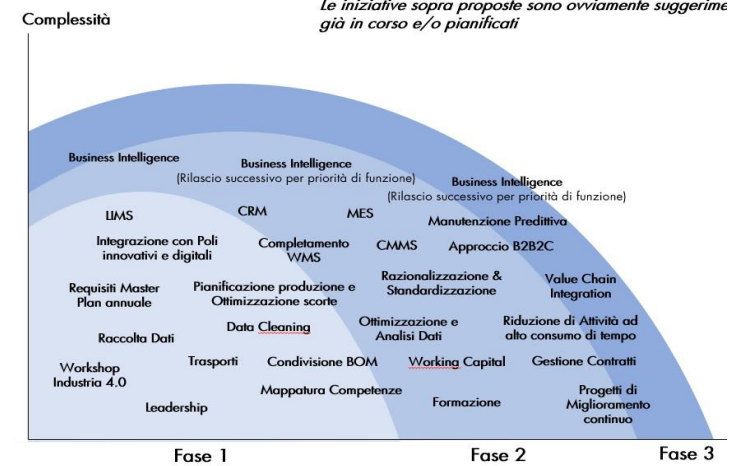 Complessità
Le iniziative sopra proposte sono ovviamente suggerime
già in corso e/o pianificati
Business Intelligence
Business Intelligence
(Rilascio successivo per priorità di funzione)
Business Intelligence
(Rilascio successivo per priorità di funzione)
LIMS
CRM
MES
Manutenzione Predittiva
Integrazione con Poli
innovativi e digitali
Completamento
WMS
CMMS
Approccio B2B2C
Requisiti Master
Plan annuale
Pianificazione produzione e
Ottimizzazione scorte
Razionalizzazione &
Standardizzazione
Value Chain
Integration
Raccolta Dati
Data Cleaning
Ottimizzazione e
Analisi Dati
Riduzione di Attività ad
alto consumo di tempo
Workshop
Industria 4.0
Trasporti
Condivisione BOM
Working Capital
Gestione Contratti
Leadership
Mappatura Competenze
Formazione
Progetti di
Miglioramento
continuo
Fase 1
Fase 2
Fase 3